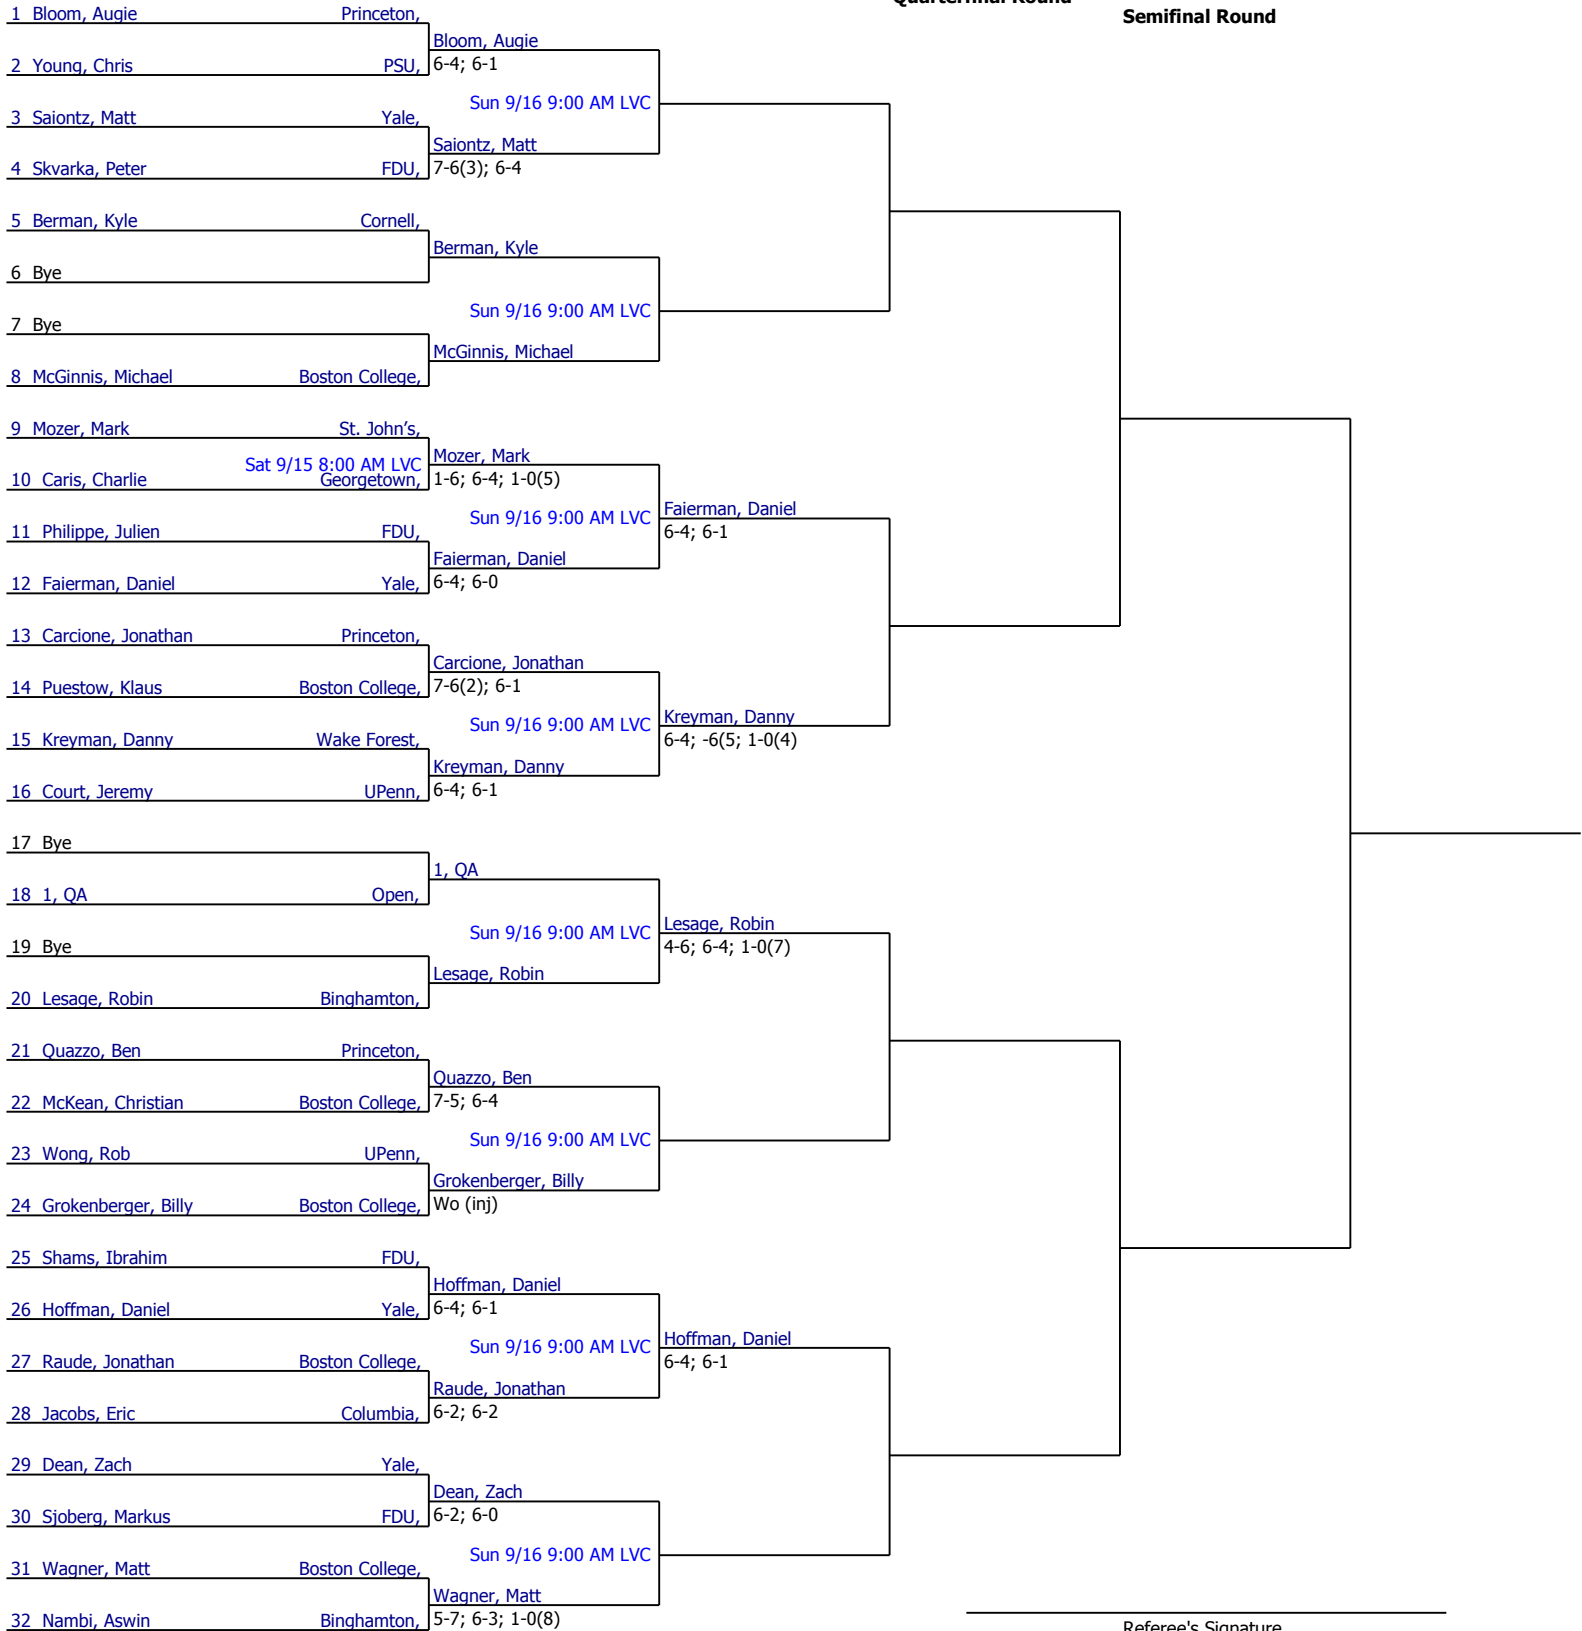 Quarterfinal Round
Semifinal Round
1 Bloom, Augie Princeton,
Bloom, Augie
2 Young, Chris PSU, 6-4; 6-1
Sun 9/16 9:00 AM LVC
3 Saiontz, Matt Yale,
Saiontz, Matt
4 Skvarka, Peter FDU, 7-6(3); 6-4
5 Berman, Kyle Cornell,
Berman, Kyle
6 Bye
Sun 9/16 9:00 AM LVC
7 Bye
McGinnis, Michael
8 McGinnis, Michael Boston College,
9 Mozer, Mark St. John’s,
Mozer, Mark
Sat 9/15 8:00 AM LVC
10 Caris, Charlie Georgetown, 1-6; 6-4; 1-0(5)
Sun 9/16 9:00 AM LVC Faierman, Daniel
11 Philippe, Julien FDU, 6-4; 6-1
Faierman, Daniel
12 Faierman, Daniel Yale, 6-4; 6-0
13 Carcione, Jonathan Princeton,
Carcione, Jonathan
14 Puestow, Klaus Boston College, 7-6(2); 6-1
Sun 9/16 9:00 AM LVC Kreyman, Danny
15 Kreyman, Danny Wake Forest, 6-4; -6(5; 1-0(4)
Kreyman, Danny
16 Court, Jeremy UPenn, 6-4; 6-1
17 Bye
1, QA
18 1, QA Open,
Sun 9/16 9:00 AM LVC Lesage, Robin
19 Bye 4-6; 6-4; 1-0(7)
Lesage, Robin
20 Lesage, Robin Binghamton,
21 Quazzo, Ben Princeton,
Quazzo, Ben
22 McKean, Christian Boston College, 7-5; 6-4
Sun 9/16 9:00 AM LVC
23 Wong, Rob UPenn,
Grokenberger, Billy
24 Grokenberger, Billy Boston College, Wo (inj)
25 Shams, Ibrahim FDU,
Hoffman, Daniel
26 Hoffman, Daniel Yale, 6-4; 6-1
Sun 9/16 9:00 AM LVC Hoffman, Daniel
27 Raude, Jonathan Boston College, 6-4; 6-1
Raude, Jonathan
28 Jacobs, Eric Columbia, 6-2; 6-2
29 Dean, Zach Yale,
Dean, Zach
30 Sjoberg, Markus FDU, 6-2; 6-0
Sun 9/16 9:00 AM LVC
31 Wagner, Matt Boston College,
Wagner, Matt
32 Nambi, Aswin Binghamton, 5-7; 6-3; 1-0(8)
Referee's Signature